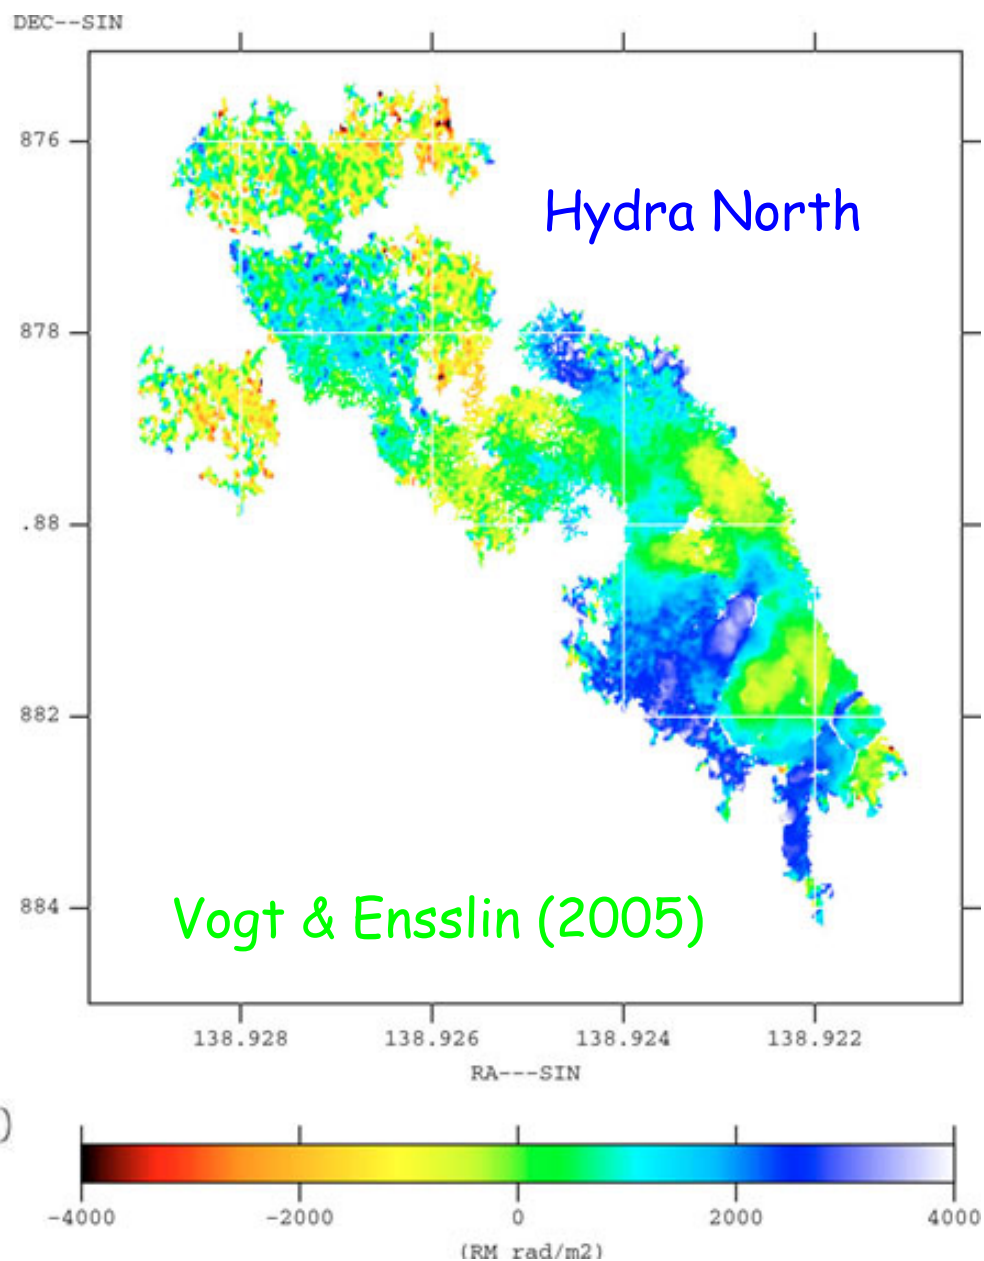 DEC--SIN
876
Hydra North
878
.88
882
884
Vogt & Ensslin (2005)
138.928 138.926 138.924 138.922
RA---SIN
)
-4000 -2000 0 2000 4000
(RM rad/m2)